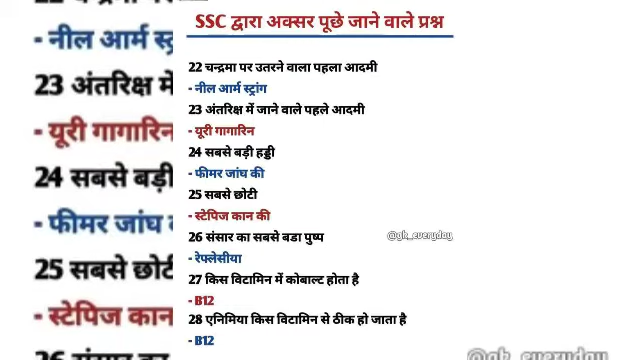 SSC द्वारा अक्सर पूछे जाने वाले प्रश्न
22 चन्द्रमा पर उतरने वाला पहला आदमी
- नील आर्म स्ट्रांग
23 अंतरिक्ष में जाने वाले पहले आदमी
- यूरी गागारिन
24 सबसे बड़ी हड्डी
- फीमर जांघ की
25 सबसे छोटी
- स्टेपिज कान की
26 संसार का सबसे बडा पुष्प
@gk_everyday
- रेफ्लेसीया
27 किस विटामिन में कोबाल्ट होता है
- B12
28 एनिमिया किस विटामिन से ठीक हो जाता है
- B12
- नील आर्म
23 अंतरिक्ष में
- यूरी गागारिन
24 सबसे बड़ी
- फीमर जांघ
25 सबसे छोटी
- स्टेपिज कान
@gk_everyday